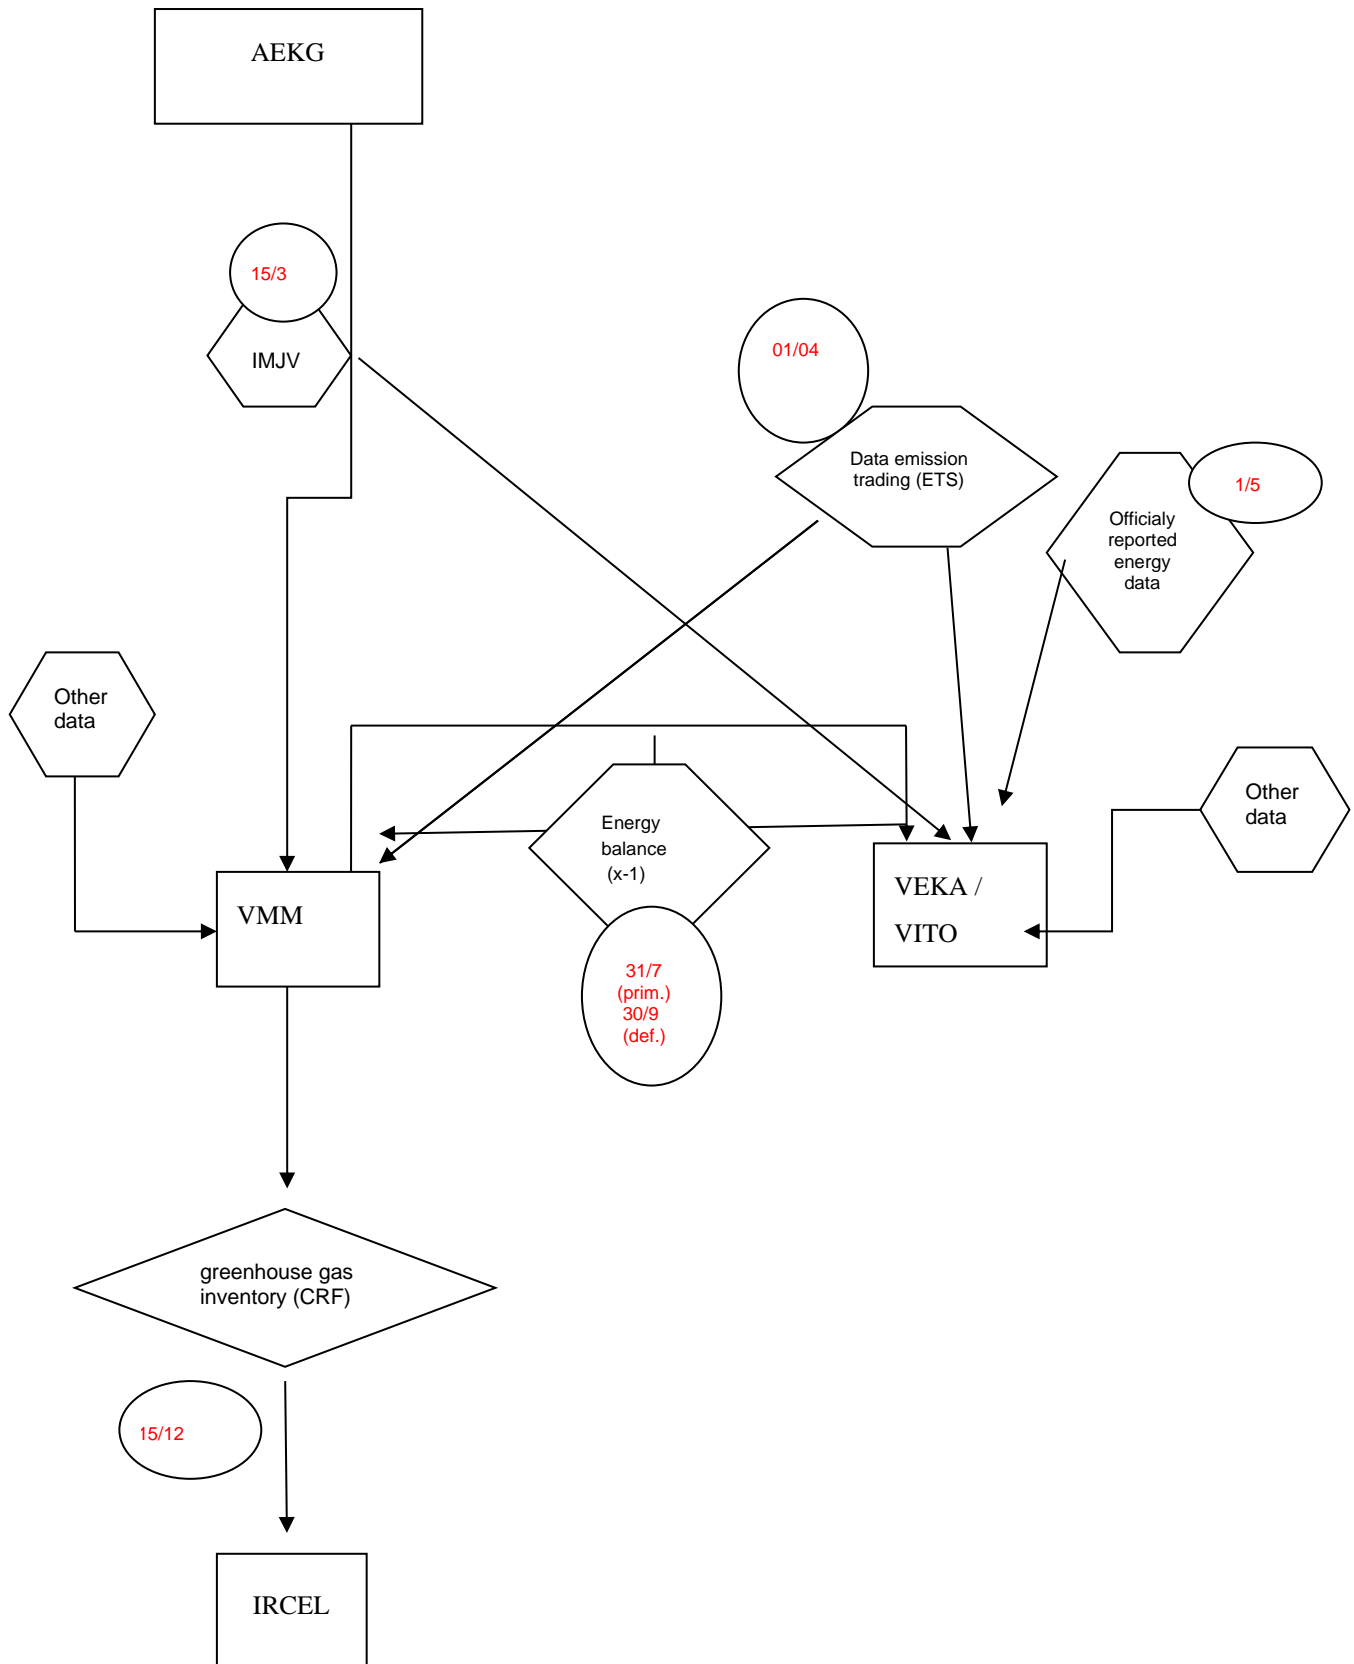 AEKG
15/3
IMJV
01/04
Data emission
trading (ETS)
1/5
Officialy
reported
energy
data
Other
data
Other
data
Energy
balance
(x-1)
VMM
VEKA /
VITO
31/7
(prim.)
30/9
(def.)
greenhouse gas
inventory (CRF)
15/12
IRCEL